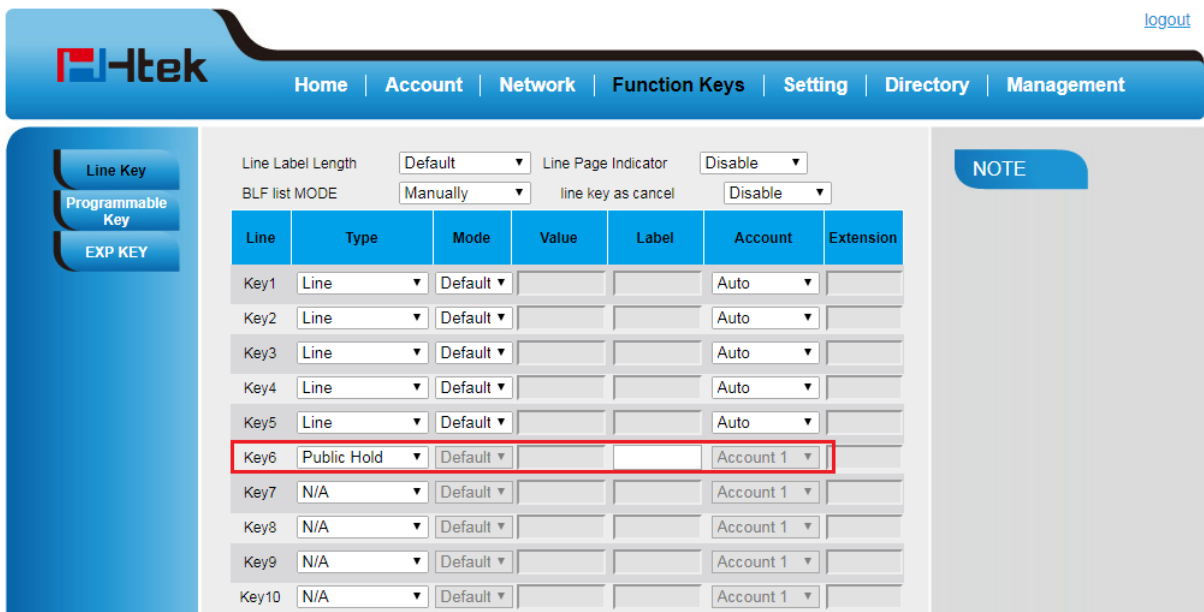 logout
Htek
Home | Account | Network | Function Keys | Setting | Directory | Management
Line Key
Programmable
Key
EXP KEY
Line Label Length Default Line Page Indicator Disable
BLF list MODE Manually line key as cancel Disable
Line Type Mode Value Label Account Extension
Key1 Line Default Auto
Key2 Line Default Auto
Key3 Line Default Auto
Key4 Line Default Auto
Key5 Line Default Auto
Key6 Public Hold Default Account 1
Key7 N/A Default Account 1
Key8 N/A Default Account 1
Key9 N/A Default Account 1
Key10 N/A Default Account 1
NOTE